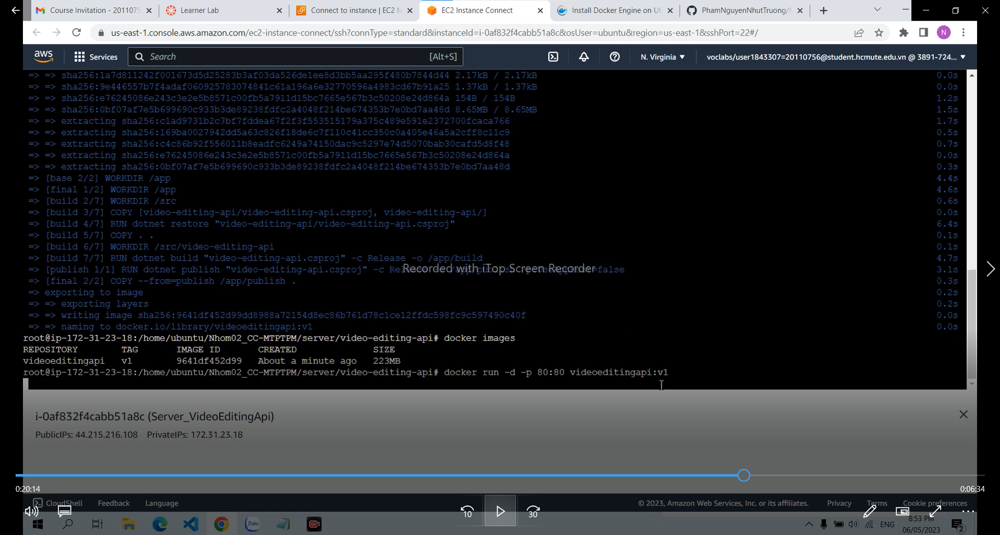 Course Invitation - 201107
Learner Lab
Connect to instance | EC2 M
EC2 Instance Connect
Install Docker Engine on Ub
PhamNguyenNhutTruong/
us-east-1.console.aws.amazon.com/ec2-instance-connect/ssh?connType=standard&instanceId=i-0af832f4cabb51a8c&osUser=ubuntu&region=us-east-1&sshPort=22#/
N
aws
Services
Search
[Alt+S]
N. Virginia
voclabs/user1843307=20110756@student.hcmute.edu.vn @ 3891-724...
=> => sha256:1a7d811242f001673d5d25283b3af03da526de1ee8d3bb5aa295f480b7844d44 2.17kB / 2.17kB 0.0s
=> => sha256:9e446557b7f4adaf060925783074841c61a196a6e32770596a4983cd67b91a25 1.37kB / 1.37kB 0.0s
=> => sha256:e76245086e243c3e2e5b8571c00fb5a7911d15bc7665e567b3c50208e24d864a 154B / 154B 1.2s
=> => sha256:0bf07af7e5b699690c933b3de89238fdfc2a4048f214be674353b7e0bd7aa48d 8.65MB / 8.65MB 1.5s
=> => extracting sha256:c1ad9731b2c7bf7fddea67f2f3f553515179a375c489e591e2372700fcaca766 1.7s
=> => extracting sha256:169ba0027942dd5a63c826f18de6c7f110c41cc350c0a405e46a5a2cff8c11c9 0.5s
=> => extracting sha256:c4c86b92f556011b8eadfc6249a74150dac9c5297e74d5070bab30cafd5d8f48 0.7s
=> => extracting sha256:e76245086e243c3e2e5b8571c00fb5a7911d15bc7665e567b3c50208e24d864a 0.0s
=> => extracting sha256:0bf07af7e5b699690c933b3de89238fdfc2a4048f214be674353b7e0bd7aa48d 0.3s
=> [base 2/2] WORKDIR /app 4.4s
=> [final 1/2] WORKDIR /app 4.6s
=> [build 2/7] WORKDIR /src 0.6s
=> [build 3/7] COPY [video-editing-api/video-editing-api.csproj, video-editing-api/] 0.0s
=> [build 4/7] RUN dotnet restore "video-editing-api/video-editing-api.csproj" 6.4s
=> [build 5/7] COPY . . 0.1s
=> [build 6/7] WORKDIR /src/video-editing-api 0.1s
=> [build 7/7] RUN dotnet build "video-editing-api.csproj" -c Release -o /app/build 4.7s
=> [publish 1/1] RUN dotnet publish "video-editing-api.csproj" -c =false 3.1s
Recorded with iTop Screen Recorder
=> [final 2/2] COPY --from=publish /app/publish . 0.3s
=> exporting to image 0.2s
=> => exporting layers 0.2s
=> => writing image sha256:9641df452d99dd8988a72154d8ec86b761d78c1ce12ffdc598fc9c597490c40f 0.0s
=> => naming to docker.io/library/videoeditingapi:v1 0.0s
root@ip-172-31-23-18:/home/ubuntu/Nhom02_CC-MTPTPM/server/video-editing-api# docker images
REPOSITORY TAG IMAGE ID CREATED SIZE
videoeditingapi v1 9641df452d99 About a minute ago 223MB
root@ip-172-31-23-18:/home/ubuntu/Nhom02_CC-MTPTPM/server/video-editing-api# docker run -d -p 80:80 videoeditingapi:v1
i-0af832f4cabb51a8c (Server_VideoEditingApi)
PublicIPs: 44.215.216.108 PrivateIPs: 172.31.23.18
0:20:14
0:06:34
CloudShell
Feedback
Language
© 2023, Amazon Web Services, Inc. or its affiliates.
Privacy
Terms
Cookie preferences
10
30
Zalo
ENG
8:53 PM
06/05/2023
2